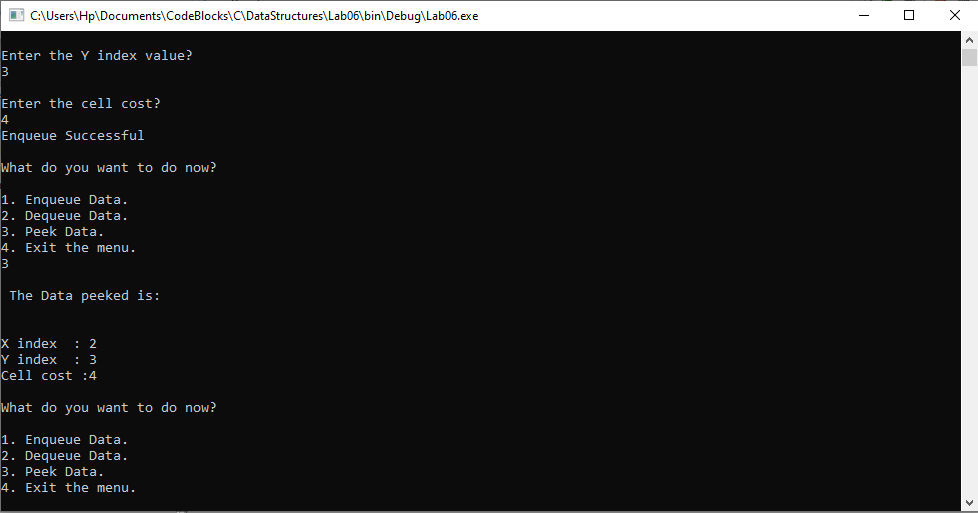 C:\Users\Hp\Documents\CodeBlocks\C\DataStructures\Lab06\bin\Debug\Lab06.exe
Enter the Y index value?
3
Enter the cell cost?
4
Enqueue Successful
What do you want to do now?
1. Enqueue Data.
2. Dequeue Data.
3. Peek Data.
4. Exit the menu.
3
The Data peeked is:
X index  : 2
Y index  : 3
Cell cost :4
What do you want to do now?
1. Enqueue Data.
2. Dequeue Data.
3. Peek Data.
4. Exit the menu.